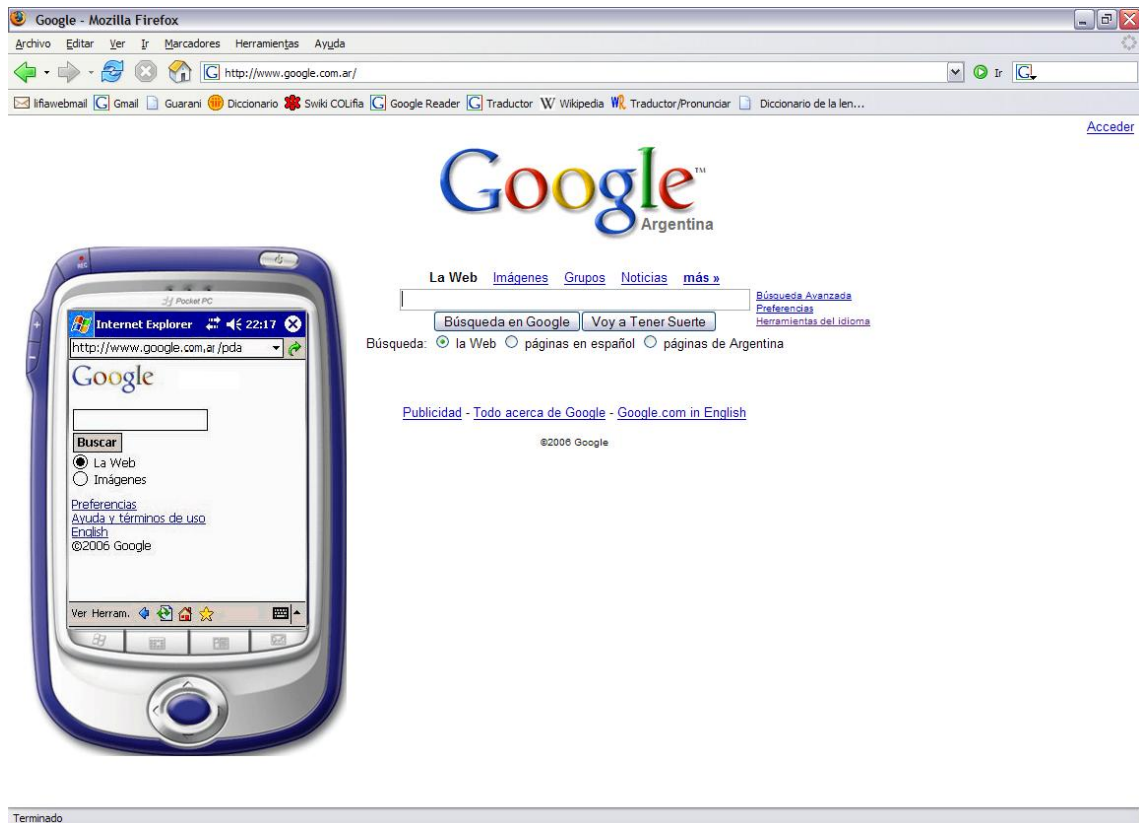 Google - Mozilla Firefox
Archivo Editar Ver Ir Marcadores Herramientas Ayuda
http://www.google.com.ar/ Ir
lifiawebmail Gmail Guarani Diccionario Swiki COLifia Google Reader Traductor Wikipedia Traductor/Pronunciar Diccionario de la len...
Acceder
Google™
Argentina
La Web Imágenes Grupos Noticias más »
Búsqueda Avanzada
Preferencias
Herramientas del idioma
Búsqueda en Google Voy a Tener Suerte
Búsqueda: la Web páginas en español páginas de Argentina
Publicidad - Todo acerca de Google - Google.com in English
©2006 Google
REC
Pocket PC
Internet Explorer 22:17
http://www.google.com,ar/pda
Google
Buscar
La Web
Imágenes
Preferencias
Ayuda y términos de uso
English
©2006 Google
Ver Herram.
Terminado